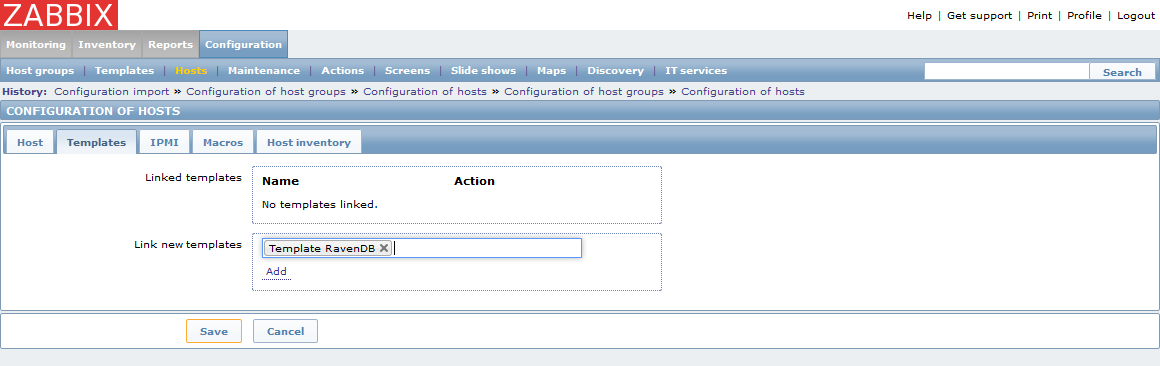 ZABBIX
Help | Get support | Print | Profile | Logout
Monitoring Inventory Reports Configuration
Host groups | Templates | Hosts | Maintenance | Actions | Screens | Slide shows | Maps | Discovery | IT services Search
History: Configuration import » Configuration of host groups » Configuration of hosts » Configuration of host groups » Configuration of hosts
CONFIGURATION OF HOSTS
Host Templates IPMI Macros Host inventory
Linked templates Name Action
No templates linked.
Link new templates Template RavenDB
Add
Save Cancel